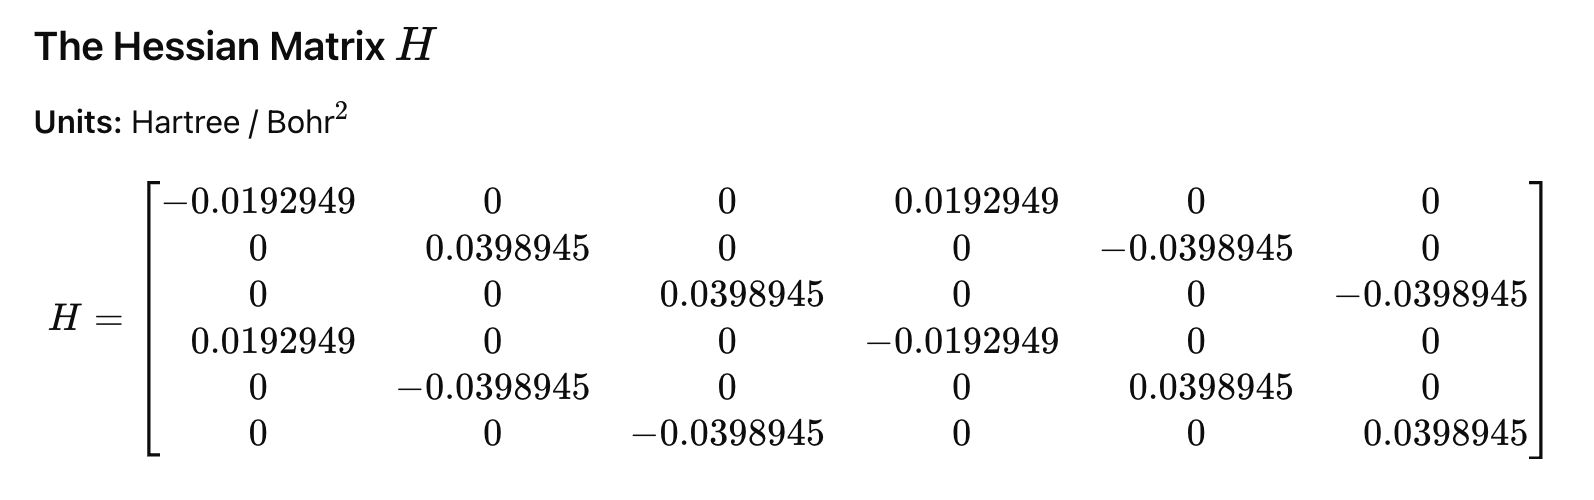 The Hessian Matrix H
Units: Hartree / Bohr²
−0.0192949 0 0 0.0192949 0 0
0 0.0398945 0 0 −0.0398945 0
0 0 0.0398945 0 0 −0.0398945
H = 0.0192949 0 0 −0.0192949 0 0
0 −0.0398945 0 0 0.0398945 0
0 0 −0.0398945 0 0 0.0398945